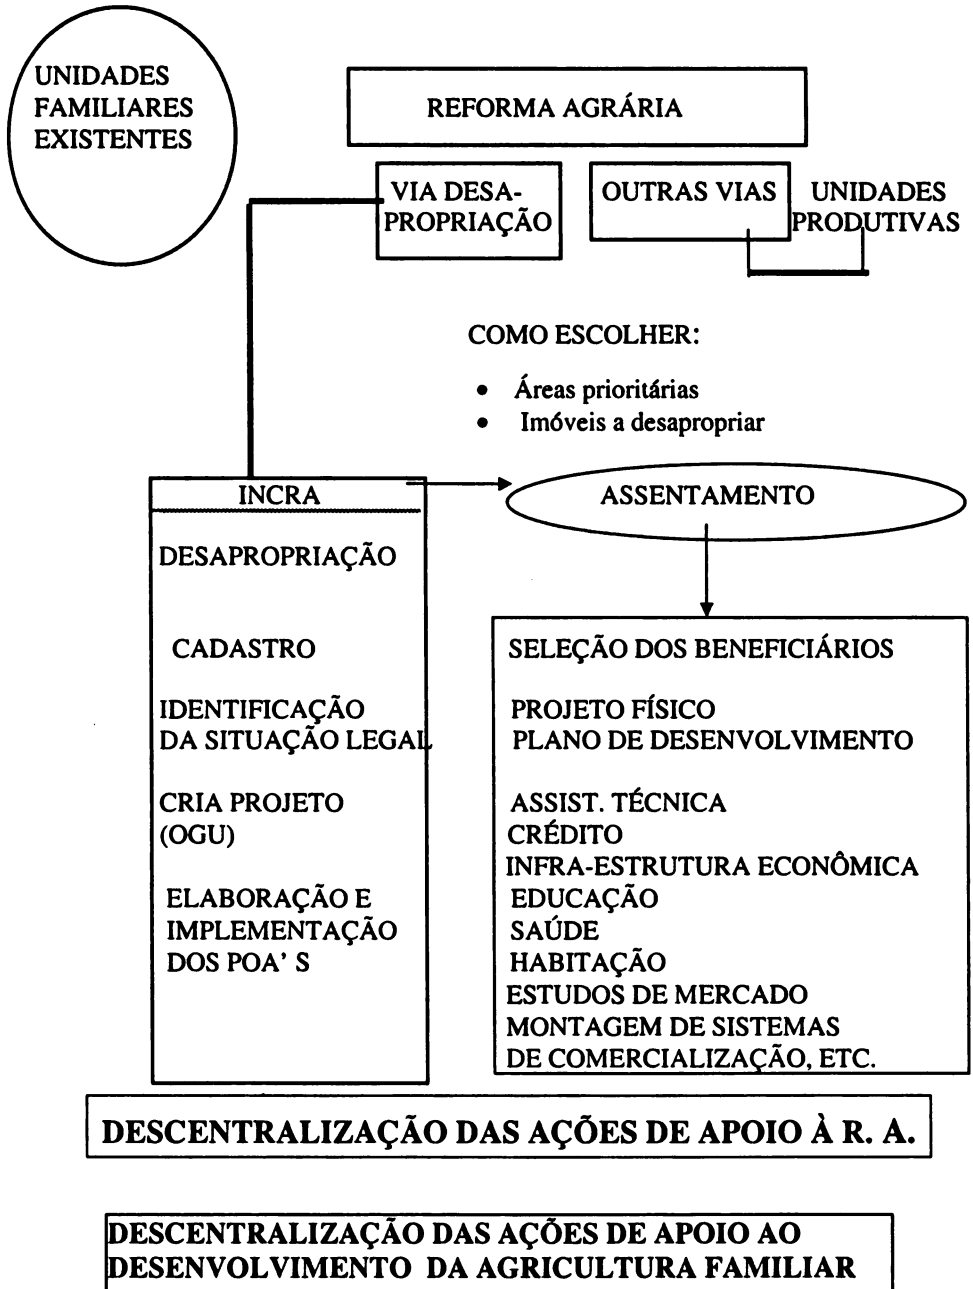 UNIDADES
FAMILIARES
EXISTENTES
REFORMA AGRÁRIA
VIA DESA-
PROPRIAÇÃO
OUTRAS VIAS
UNIDADES
PRODUTIVAS
COMO ESCOLHER:
• Áreas prioritárias
• Imóveis a desapropriar
INCRA
DESAPROPRIAÇÃO
CADASTRO
IDENTIFICAÇÃO
DA SITUAÇÃO LEGAL
CRIA PROJETO
(OGU)
ELABORAÇÃO E
IMPLEMENTAÇÃO
DOS POA' S
ASSENTAMENTO
SELEÇÃO DOS BENEFICIÁRIOS
PROJETO FÍSICO
PLANO DE DESENVOLVIMENTO
ASSIST. TÉCNICA
CRÉDITO
INFRA-ESTRUTURA ECONÔMICA
EDUCAÇÃO
SAÚDE
HABITAÇÃO
ESTUDOS DE MERCADO
MONTAGEM DE SISTEMAS
DE COMERCIALIZAÇÃO, ETC.
DESCENTRALIZAÇÃO DAS AÇÕES DE APOIO À R. A.
DESCENTRALIZAÇÃO DAS AÇÕES DE APOIO AO
DESENVOLVIMENTO DA AGRICULTURA FAMILIAR